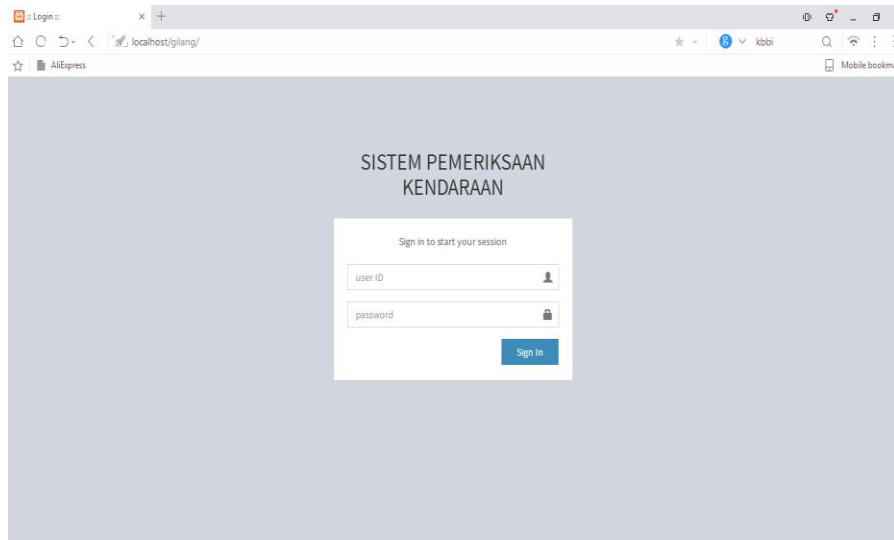 :: Login ::
localhost/gilang/
kbbi
AliExpress
Mobile bookma
SISTEM PEMERIKSAAN
KENDARAAN
Sign in to start your session
user ID
password
Sign In